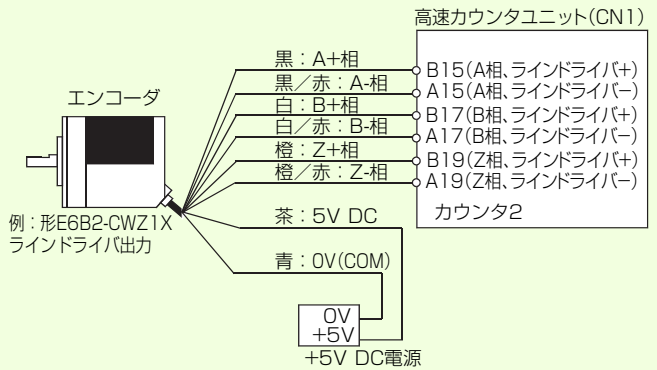 高速カウンタユニット(CN1)
エンコーダ
例：形E6B2-CWZ1X
ラインドライバ出力
黒：A+相
黒／赤：A-相
白：B+相
白／赤：B-相
橙：Z+相
橙／赤：Z-相
茶：5V DC
青：0V(COM)
B15(A相、ラインドライバ+)
A15(A相、ラインドライバ−)
B17(B相、ラインドライバ+)
A17(B相、ラインドライバ−)
B19(Z相、ラインドライバ+)
A19(Z相、ラインドライバ−)
カウンタ2
0V
+5V
+5V DC電源